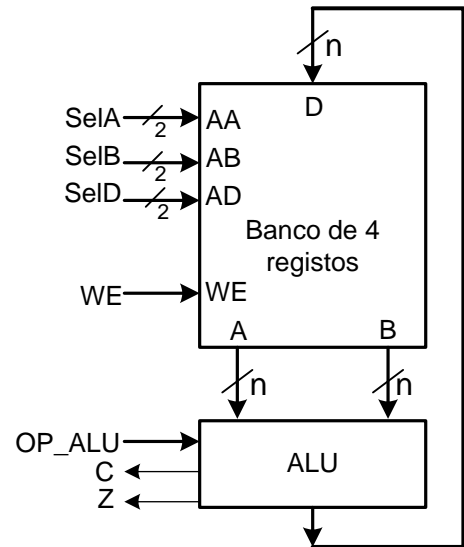 n
D
SelA 2 AA
SelB 2 AB
SelD 2 AD
Banco de 4
registos
WE WE
A B
n n
OP_ALU
ALU
C
Z